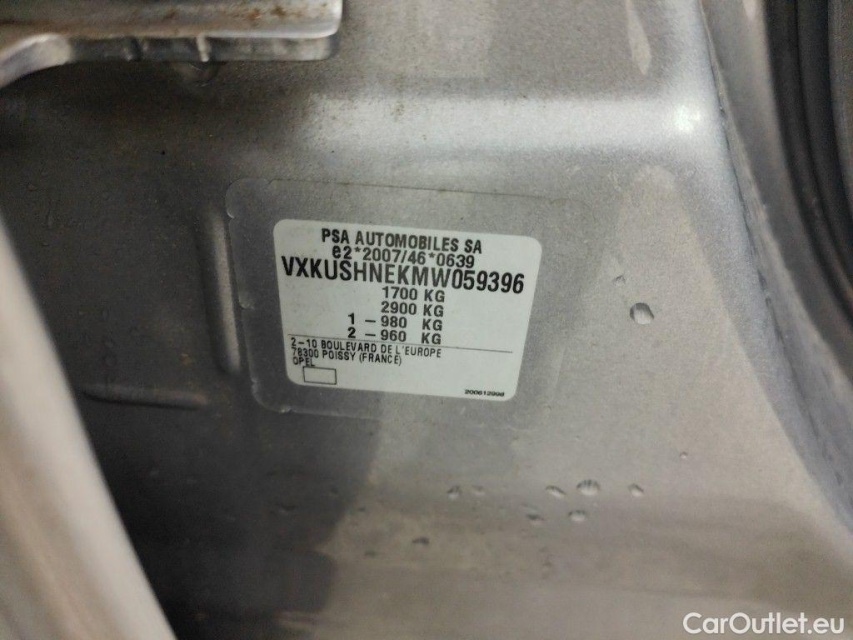 PSA AUTOMOBILES SA
e2*2007/46*0639
VXKUSHNEKMW059396
1700 KG
2900 KG
1 - 980 KG
2 - 960 KG
2-10 BOULEVARD DE L'EUROPE
78300 POISSY (FRANCE)
OPEL
CarOutlet.eu